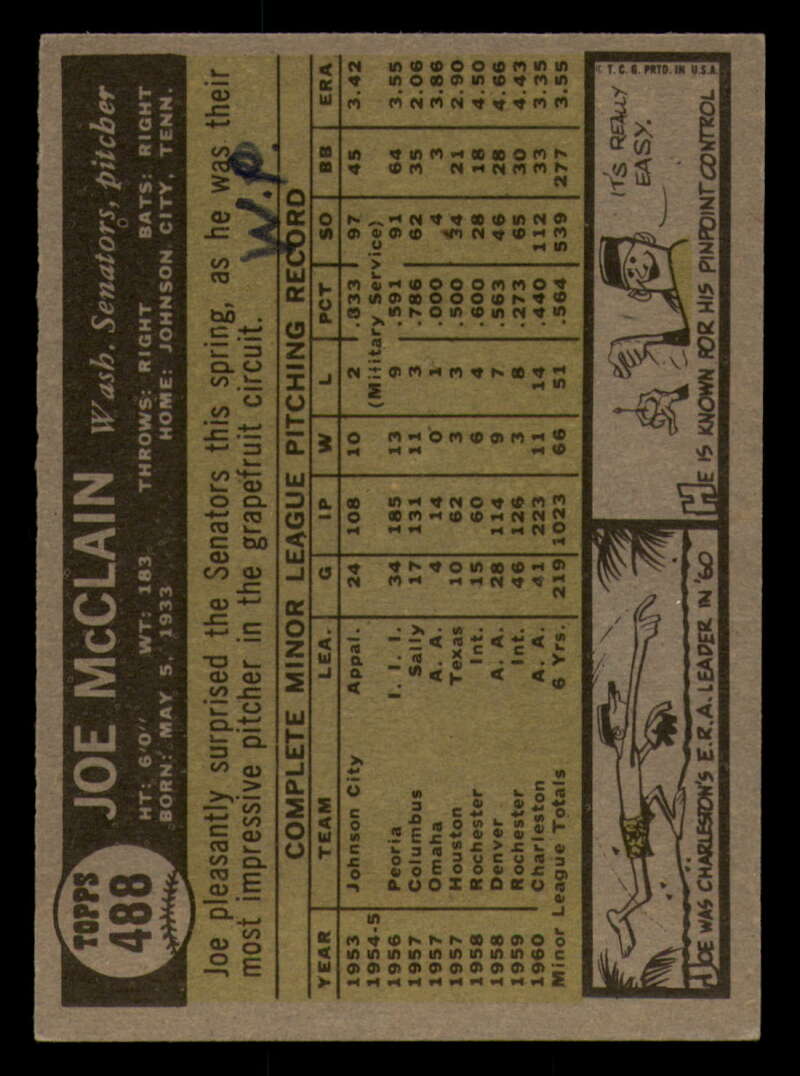 TOPPS
488
JOE McCLAIN Wash. Senators, pitcher
HT: 6'0" WT: 183 THROWS: RIGHT BATS: RIGHT
BORN: MAY 5, 1933 HOME: JOHNSON CITY, TENN.
Joe pleasantly surprised the Senators this spring, as he was their
most impressive pitcher in the grapefruit circuit.
W.P.
COMPLETE MINOR LEAGUE PITCHING RECORD
YEAR TEAM LEA. G IP W L PCT SO BB ERA
1953 Johnson City Appal. 24 108 10 2 .833 97 45 3.42
1954-5 (Military Service)
1956 Peoria I. I. I. 34 185 13 9 .591 91 64 3.55
1957 Columbus Sally 17 131 11 3 .786 62 35 2.06
1957 Omaha A. A. 4 14 0 1 .000 4 3 3.86
1957 Houston Texas 10 62 3 3 .500 34 21 2.90
1958 Rochester Int. 15 60 6 4 .600 28 18 4.50
1958 Denver A. A. 28 114 9 7 .563 46 28 4.66
1959 Rochester Int. 46 126 3 8 .273 65 30 4.43
1960 Charleston A. A. 41 223 11 14 .440 112 33 3.35
Minor League Totals 6 Yrs. 219 1023 66 51 .564 539 277 3.55
JOE WAS CHARLESTON'S E.R.A. LEADER IN '60
© T. C. G. PRTD. IN U.S.A.
IT'S REALLY
EASY.
HE IS KNOWN FOR HIS PINPOINT CONTROL